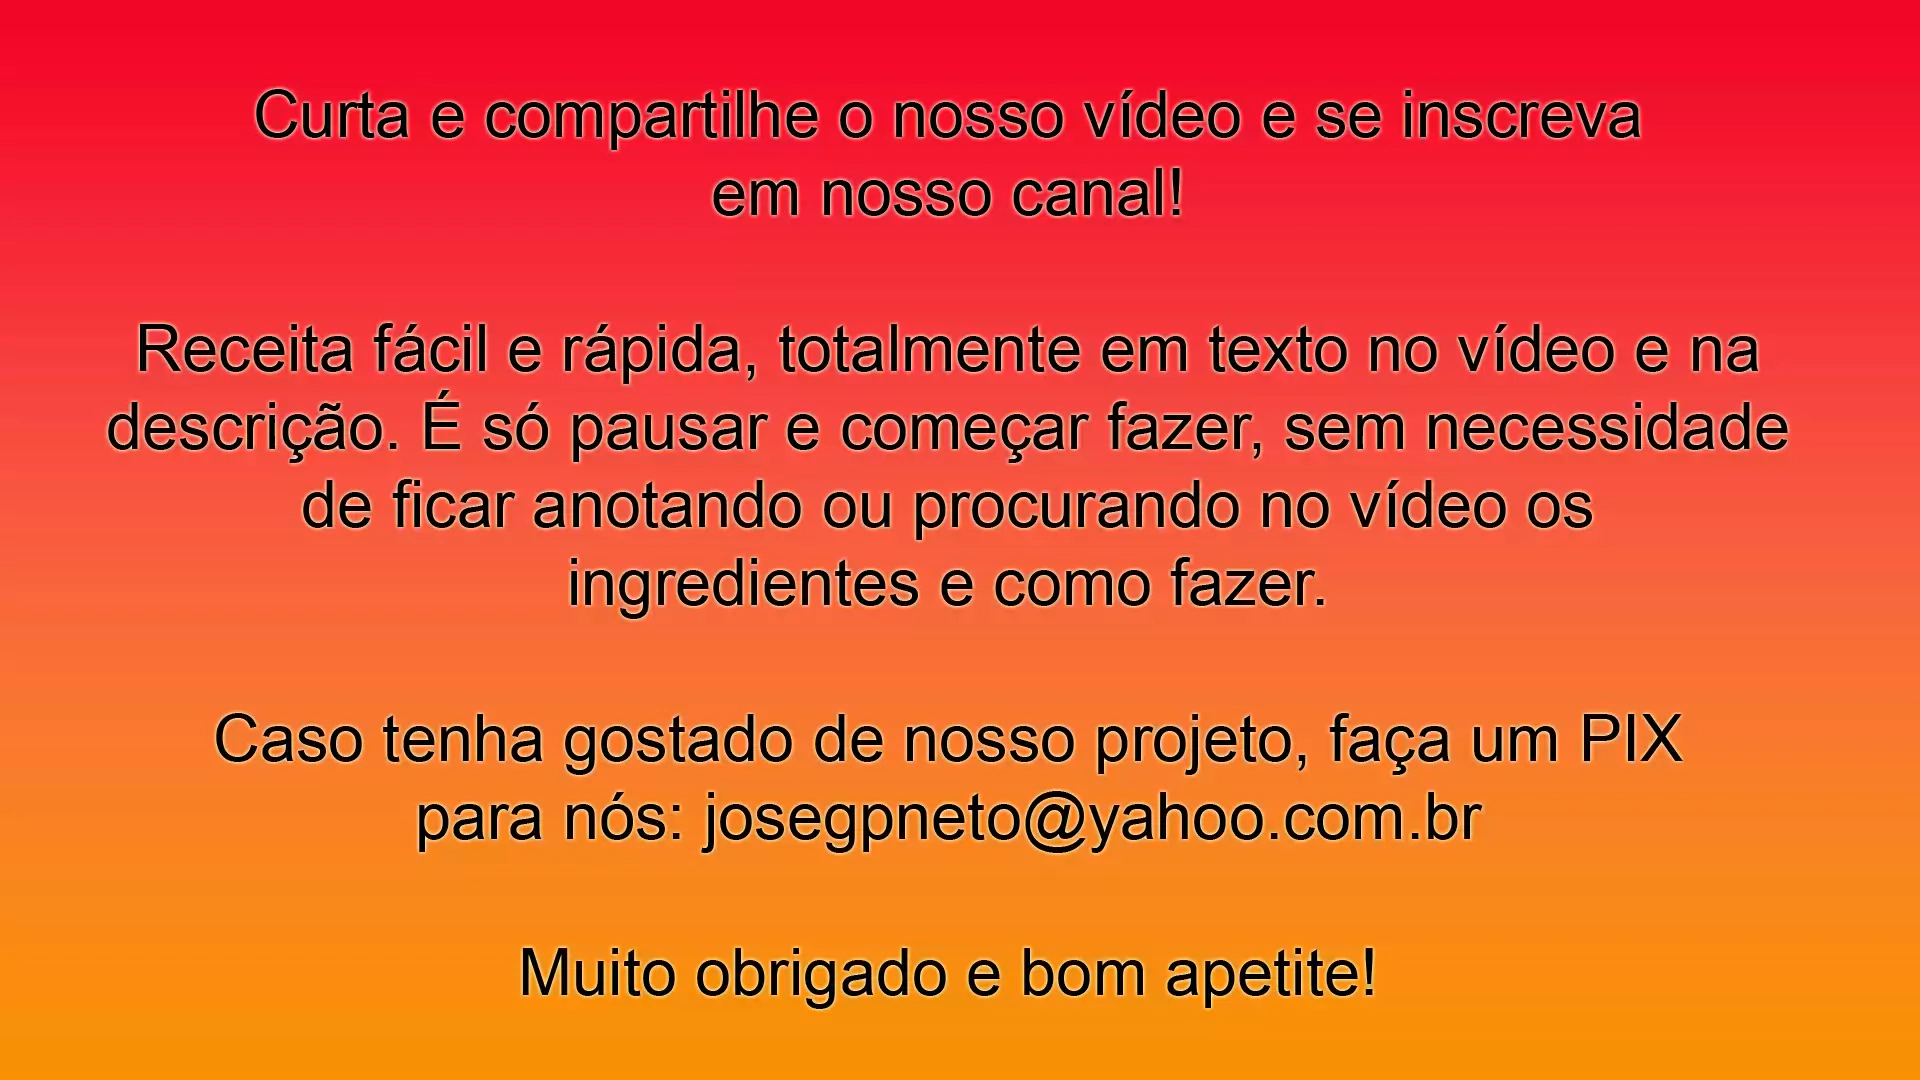 Curta e compartilhe o nosso vídeo e se inscreva
em nosso canal!
Receita fácil e rápida, totalmente em texto no vídeo e na
descrição. É só pausar e começar fazer, sem necessidade
de ficar anotando ou procurando no vídeo os
ingredientes e como fazer.
Caso tenha gostado de nosso projeto, faça um PIX
para nós: josegpneto@yahoo.com.br
Muito obrigado e bom apetite!